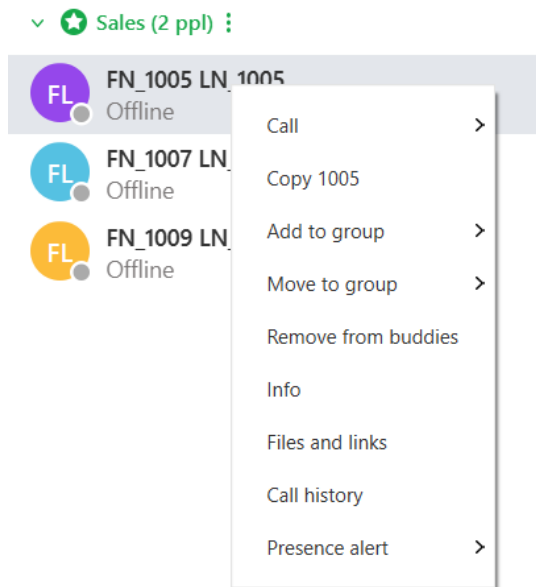 Sales (2 ppl)
FL
FN_1005 LN_1005
Offline
FL
FN_1007 LN_
Offline
FL
FN_1009 LN_
Offline
Call
Copy 1005
Add to group
Move to group
Remove from buddies
Info
Files and links
Call history
Presence alert